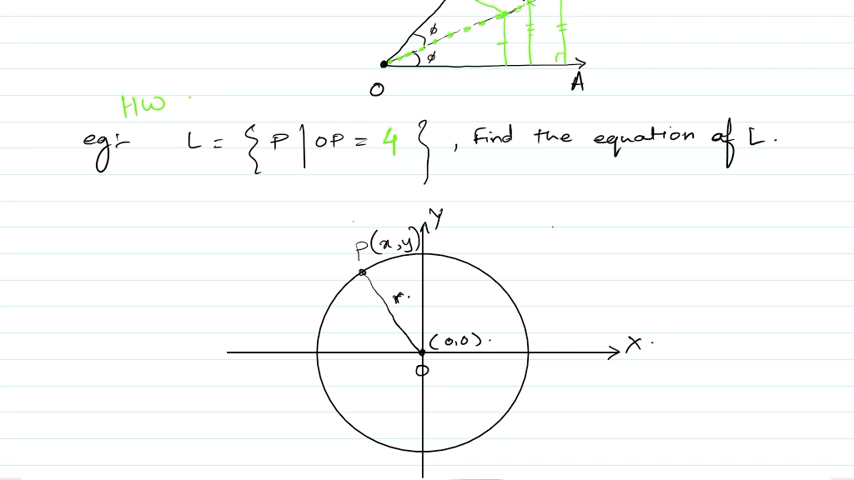 φ
φ
O
A
HW
eg:- L = { P | OP = 4 } , Find the equation of L.
Y
P(x,y)
r.
(0,0).
X.
O